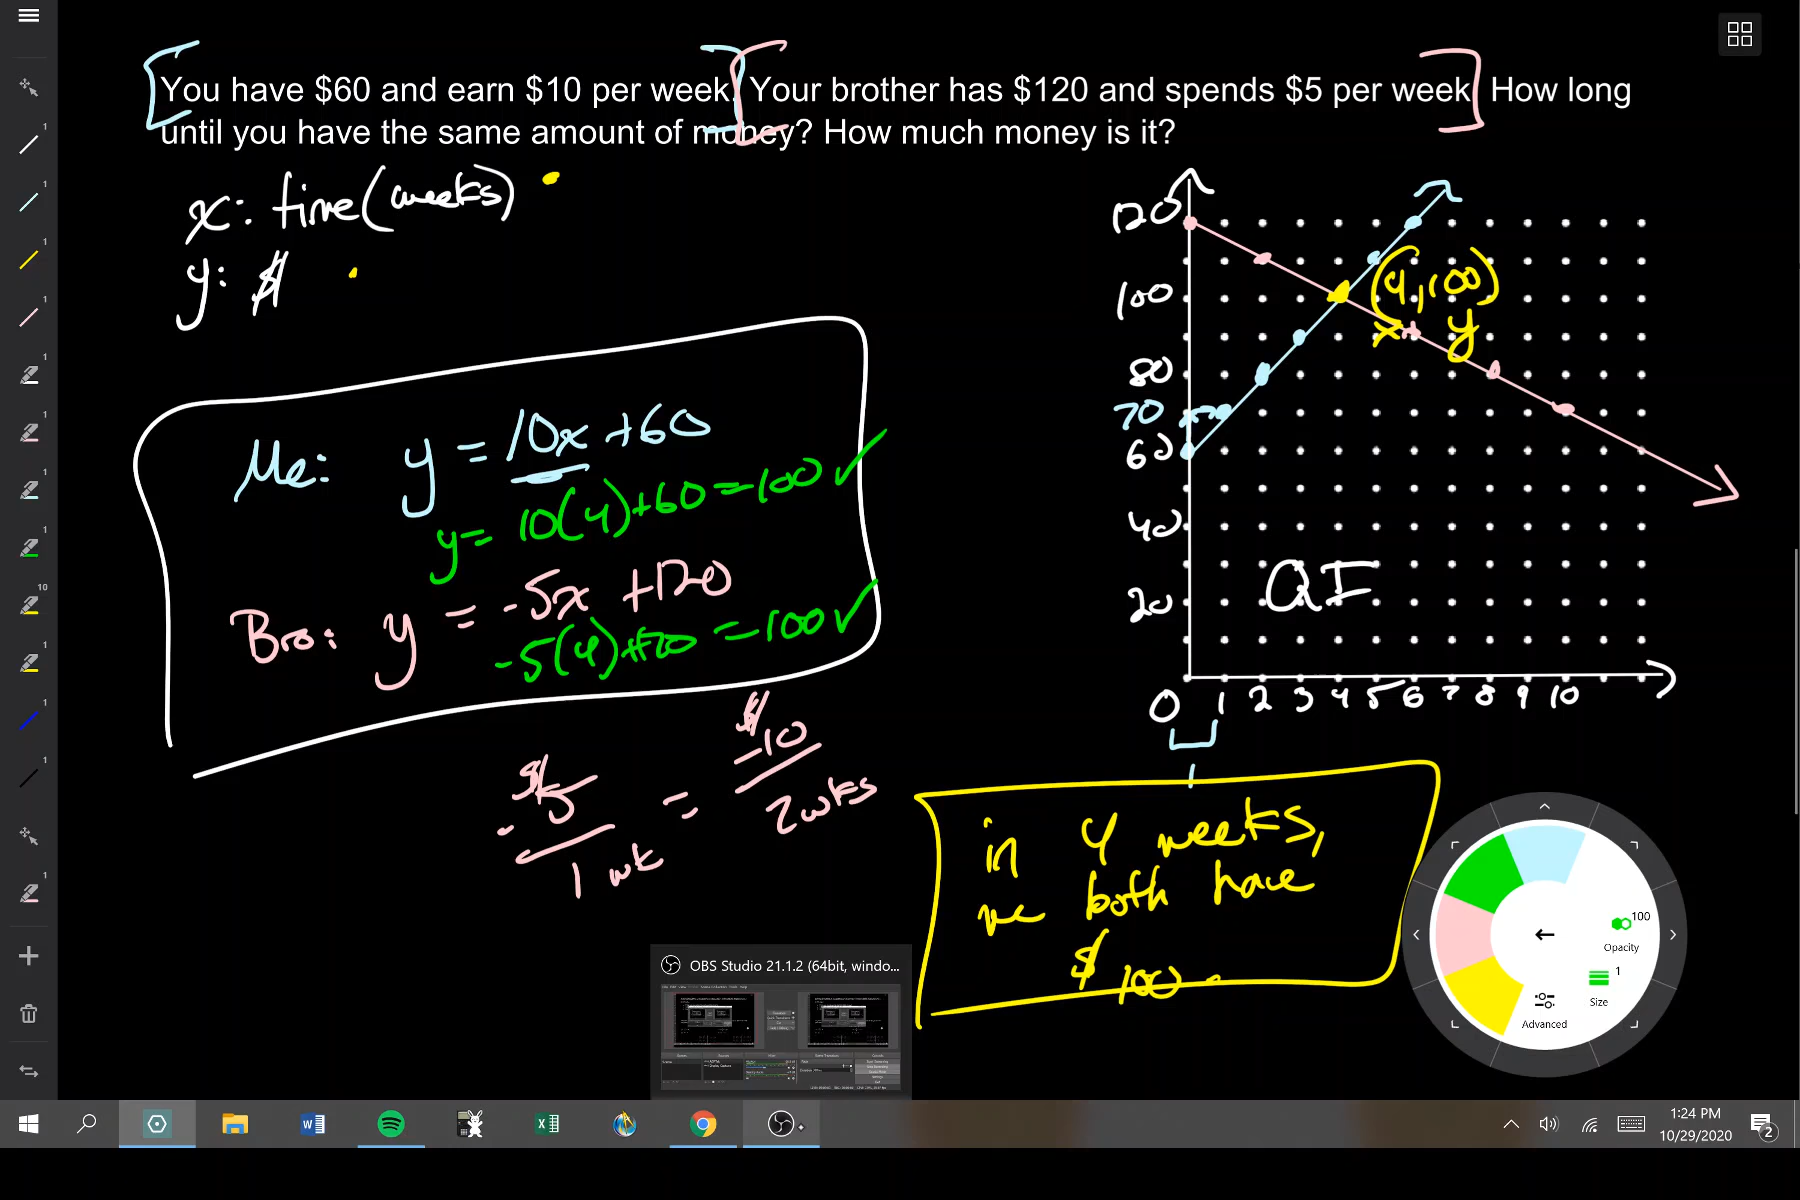 You have $60 and earn $10 per week. Your brother has $120 and spends $5 per week. How long
until you have the same amount of money? How much money is it?
x: time (weeks)
y: $
120
100
80
70
60
40
20
0 1 2 3 4 5 6 7 8 9 10
(4, 100)
x y
QI
Me: y = 10x + 60
y = 10(4) + 60 = 100 ✓
Bro: y = -5x + 120
-5(4) + 120 = 100 ✓
-$5
1 wk
=
$
-10
2 wks
1
in 4 weeks,
we both have
$100.
OBS Studio 21.1.2 (64bit, windo...
100
Opacity
1
Size
Advanced
1:24 PM
10/29/2020
2